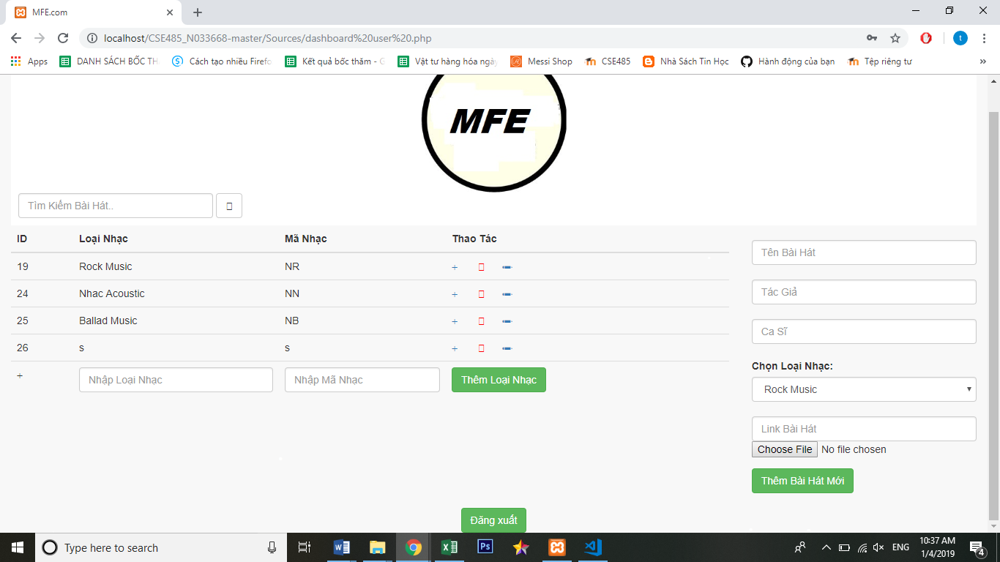 MFE.com
localhost/CSE485_N033668-master/Sources/dashboard%20user%20.php
t
Apps DANH SÁCH BỐC TH Cách tạo nhiều Firefo Kết quả bốc thăm - G Vật tư hàng hóa ngày Messi Shop CSE485 Nhà Sách Tin Học Hành động của bạn Tệp riêng tư »
MFE
Tìm Kiếm Bài Hát..
ID Loại Nhạc Mã Nhạc Thao Tác
19 Rock Music NR +
24 Nhac Acoustic NN +
25 Ballad Music NB +
26 s s +
+ Nhập Loại Nhạc Nhập Mã Nhạc Thêm Loại Nhạc
Tên Bài Hát
Tác Giả
Ca Sĩ
Chọn Loại Nhạc:
Rock Music
Link Bài Hát
Choose File No file chosen
Thêm Bài Hát Mới
Đăng xuất
Type here to search
ENG
10:37 AM
1/4/2019
4